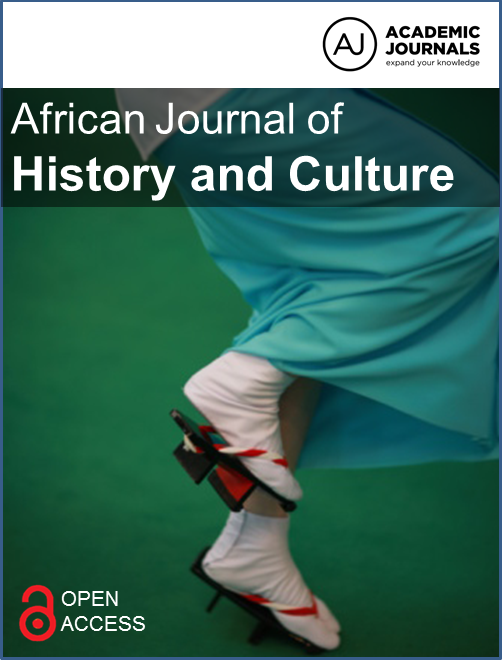 AJ
ACADEMIC
JOURNALS
expand your knowledge
African Journal of
History and Culture
OPEN
ACCESS